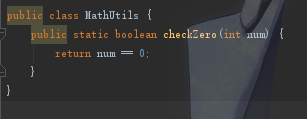 public class MathUtils {
    public static boolean checkZero(int num) {
        return num == 0;
    }
}